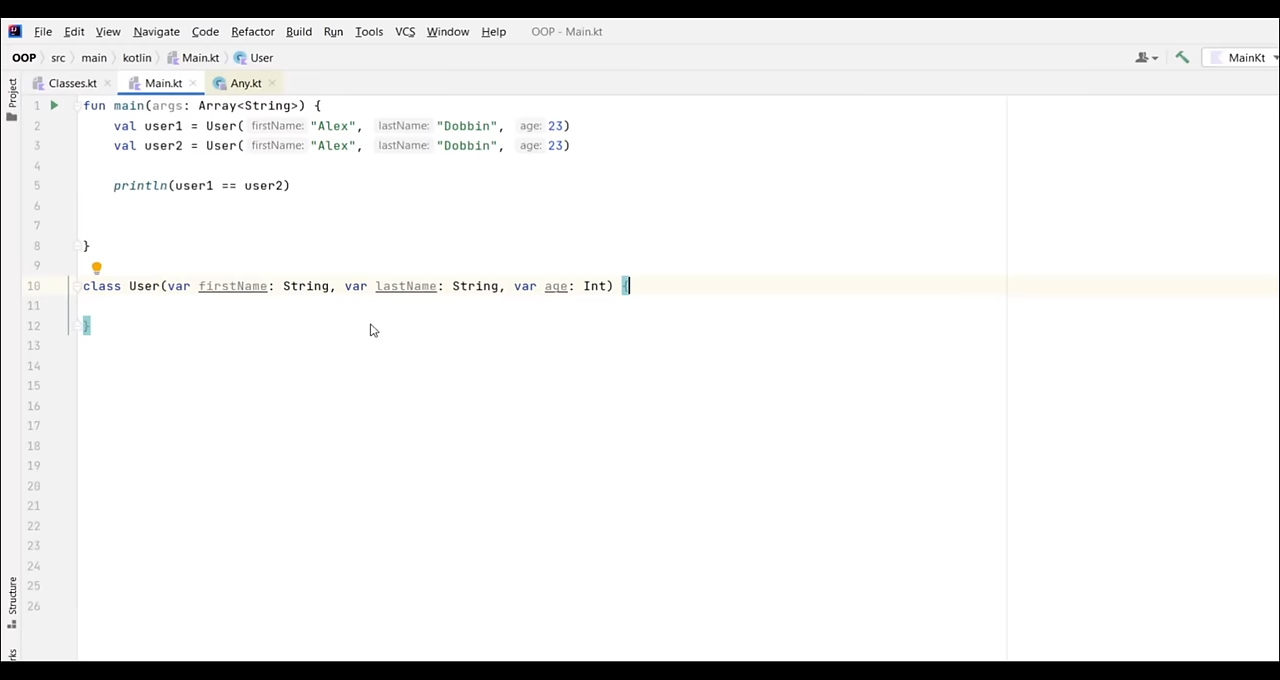 File Edit View Navigate Code Refactor Build Run Tools VCS Window Help OOP - Main.kt
OOP src main kotlin Main.kt User MainKt
Project
Classes.kt Main.kt Any.kt
1 fun main(args: Array<String>) {
2 val user1 = User( firstName: "Alex", lastName: "Dobbin", age: 23)
3 val user2 = User( firstName: "Alex", lastName: "Dobbin", age: 23)
4
5 println(user1 == user2)
6
7
8 }
9
10 class User(var firstName: String, var lastName: String, var age: Int) {
11
12 }
13
14
15
16
17
18
19
20
21
22
23
24
25
26
Structure